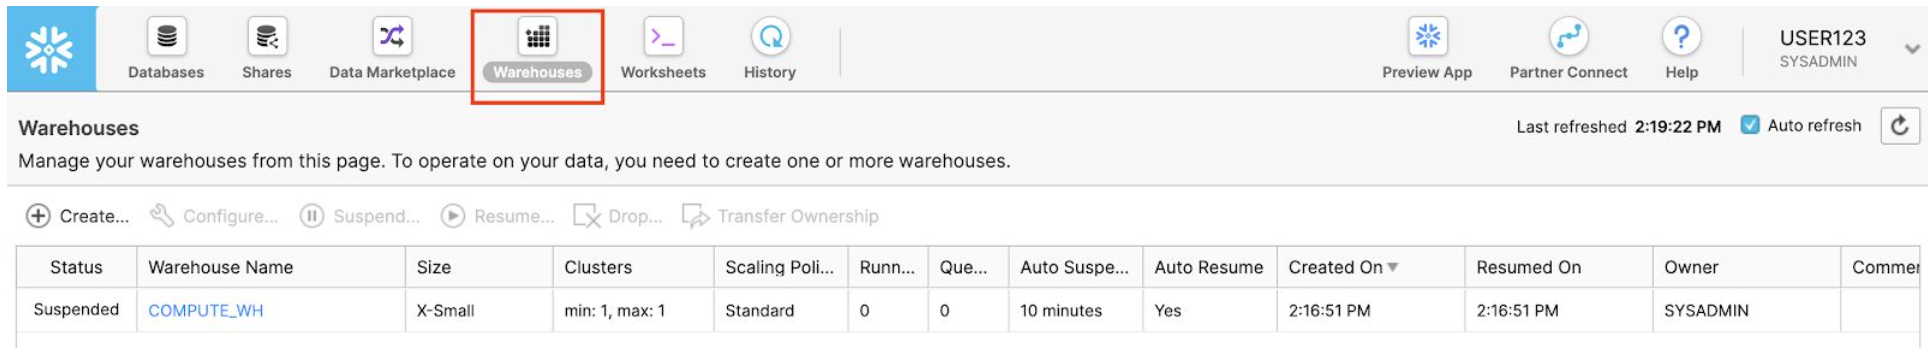 Databases Shares Data Marketplace Warehouses Worksheets History Preview App Partner Connect Help USER123
SYSADMIN
Warehouses Last refreshed 2:19:22 PM Auto refresh
Manage your warehouses from this page. To operate on your data, you need to create one or more warehouses.
Create... Configure... Suspend... Resume... Drop... Transfer Ownership
Status Warehouse Name Size Clusters Scaling Poli... Runn... Que... Auto Suspe... Auto Resume Created On Resumed On Owner Commen
Suspended COMPUTE_WH X-Small min: 1, max: 1 Standard 0 0 10 minutes Yes 2:16:51 PM 2:16:51 PM SYSADMIN